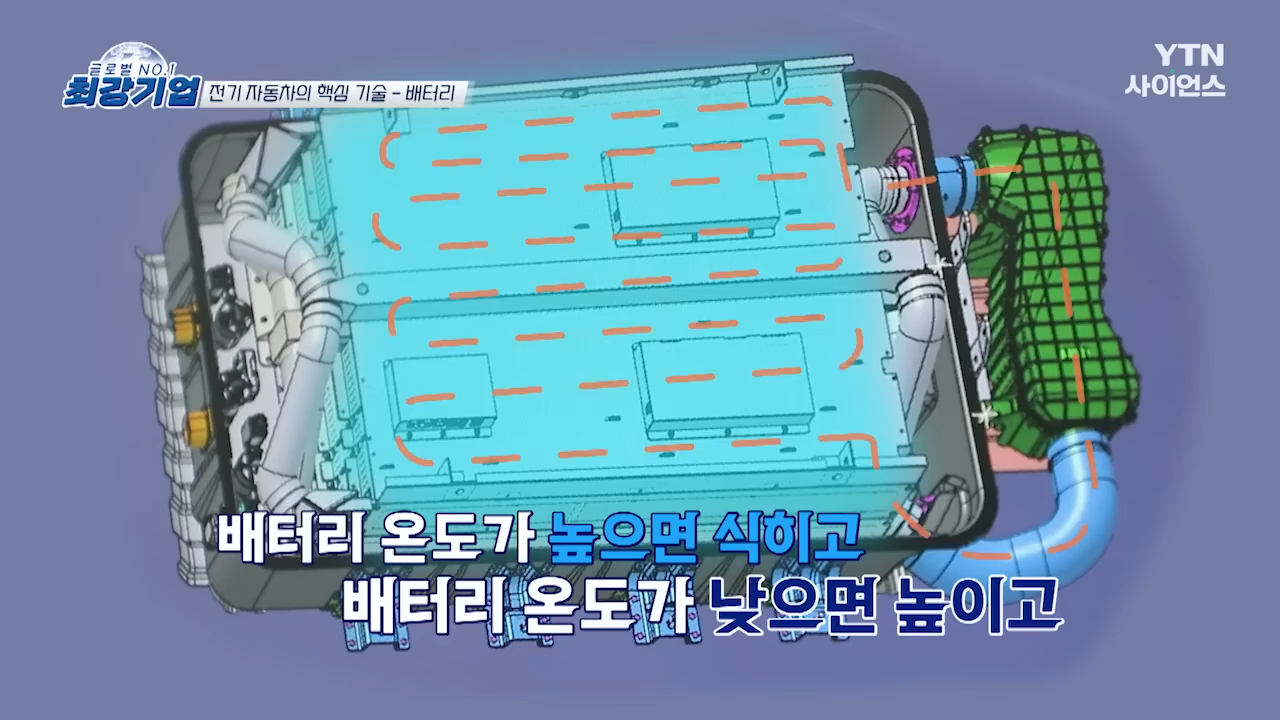 글로벌 NO.1
최강기업
전기 자동차의 핵심 기술 - 배터리
YTN
사이언스
배터리 온도가 높으면 식히고
배터리 온도가 낮으면 높이고